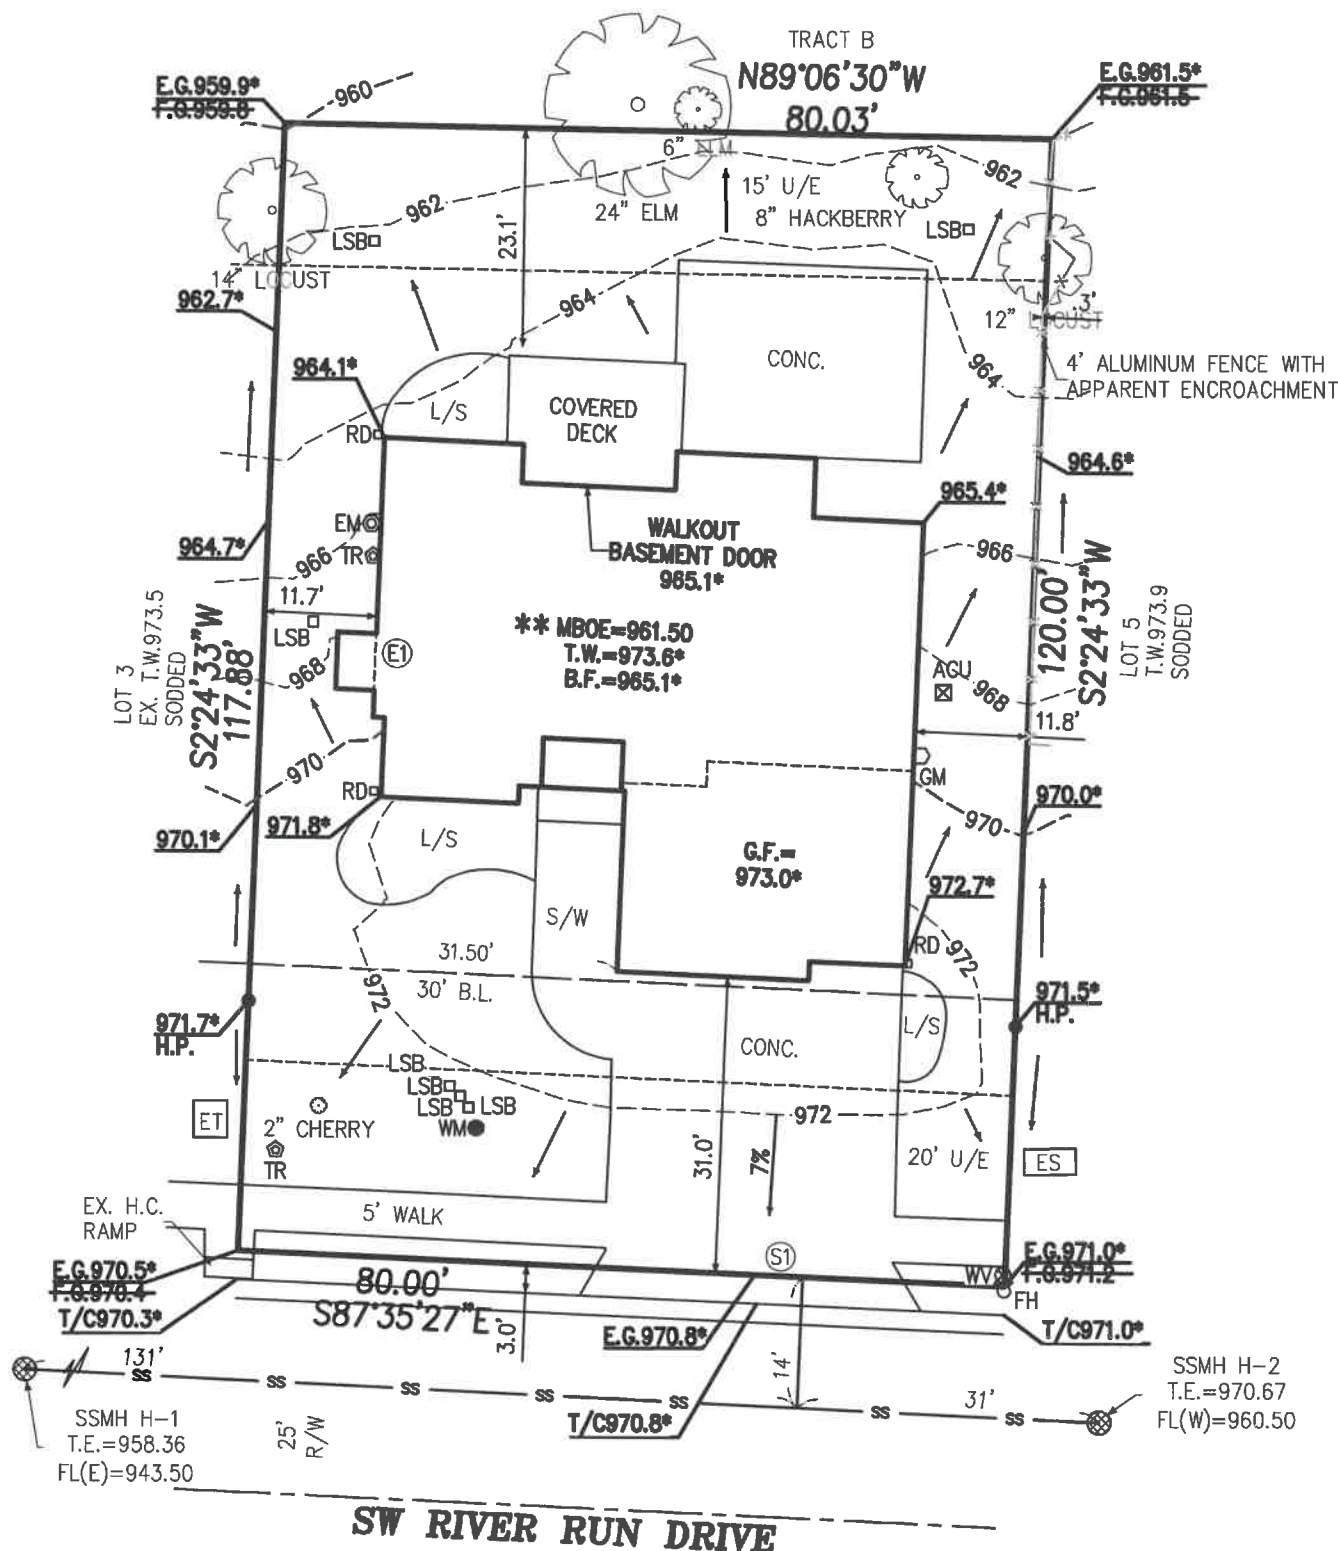 TRACT B
N89°06'30"W
80.03'
E.G.959.9*
F.G.959.8
960
E.G.961.5*
F.G.961.5
6" ELM
962
15' U/E
962
24" ELM
8" HACKBERRY
LSB
LSB
23.1'
14" LOCUST
962.7*
964
12" LOCUST
.3'
964.1*
CONC.
964
4' ALUMINUM FENCE WITH
APPARENT ENCROACHMENT
L/S
COVERED
DECK
RD
964.6*
965.4*
EM
WALKOUT
BASEMENT DOOR
965.1*
964.7*
TR
966
966
11.7'
LOT 3
EX. T.W.973.5
SODDED
S2°24'33"W
117.88'
LSB
** MBOE=961.50
T.W.=973.6*
B.F.=965.1*
E1
968
AGU
968
120.00'
S2°24'33"W
LOT 5
T.W.973.9
SODDED
11.8'
970
GM
RD
970.1*
971.8*
970.0*
970
L/S
G.F.=
973.0*
972.7*
S/W
31.50'
RD
972
30' B.L.
972
971.7*
H.P.
971.5*
H.P.
L/S
CONC.
LSB
LSB
LSB
LSB
WM
972
ET
2" CHERRY
TR
31.0'
7%
20' U/E
ES
EX. H.C.
RAMP
5' WALK
S1
E.G.970.5*
F.G.970.4
T/C970.3*
80.00'
S87°35'27"E
3.0'
E.G.970.8*
WV
E.G.971.0*
F.G.971.2
FH
T/C971.0*
131'
SS
SS
SS
SS
SS
14'
T/C970.8*
SS
31'
SS
SSMH H-2
T.E.=970.67
FL(W)=960.50
SSMH H-1
T.E.=958.36
FL(E)=943.50
25'
R/W
SW RIVER RUN DRIVE